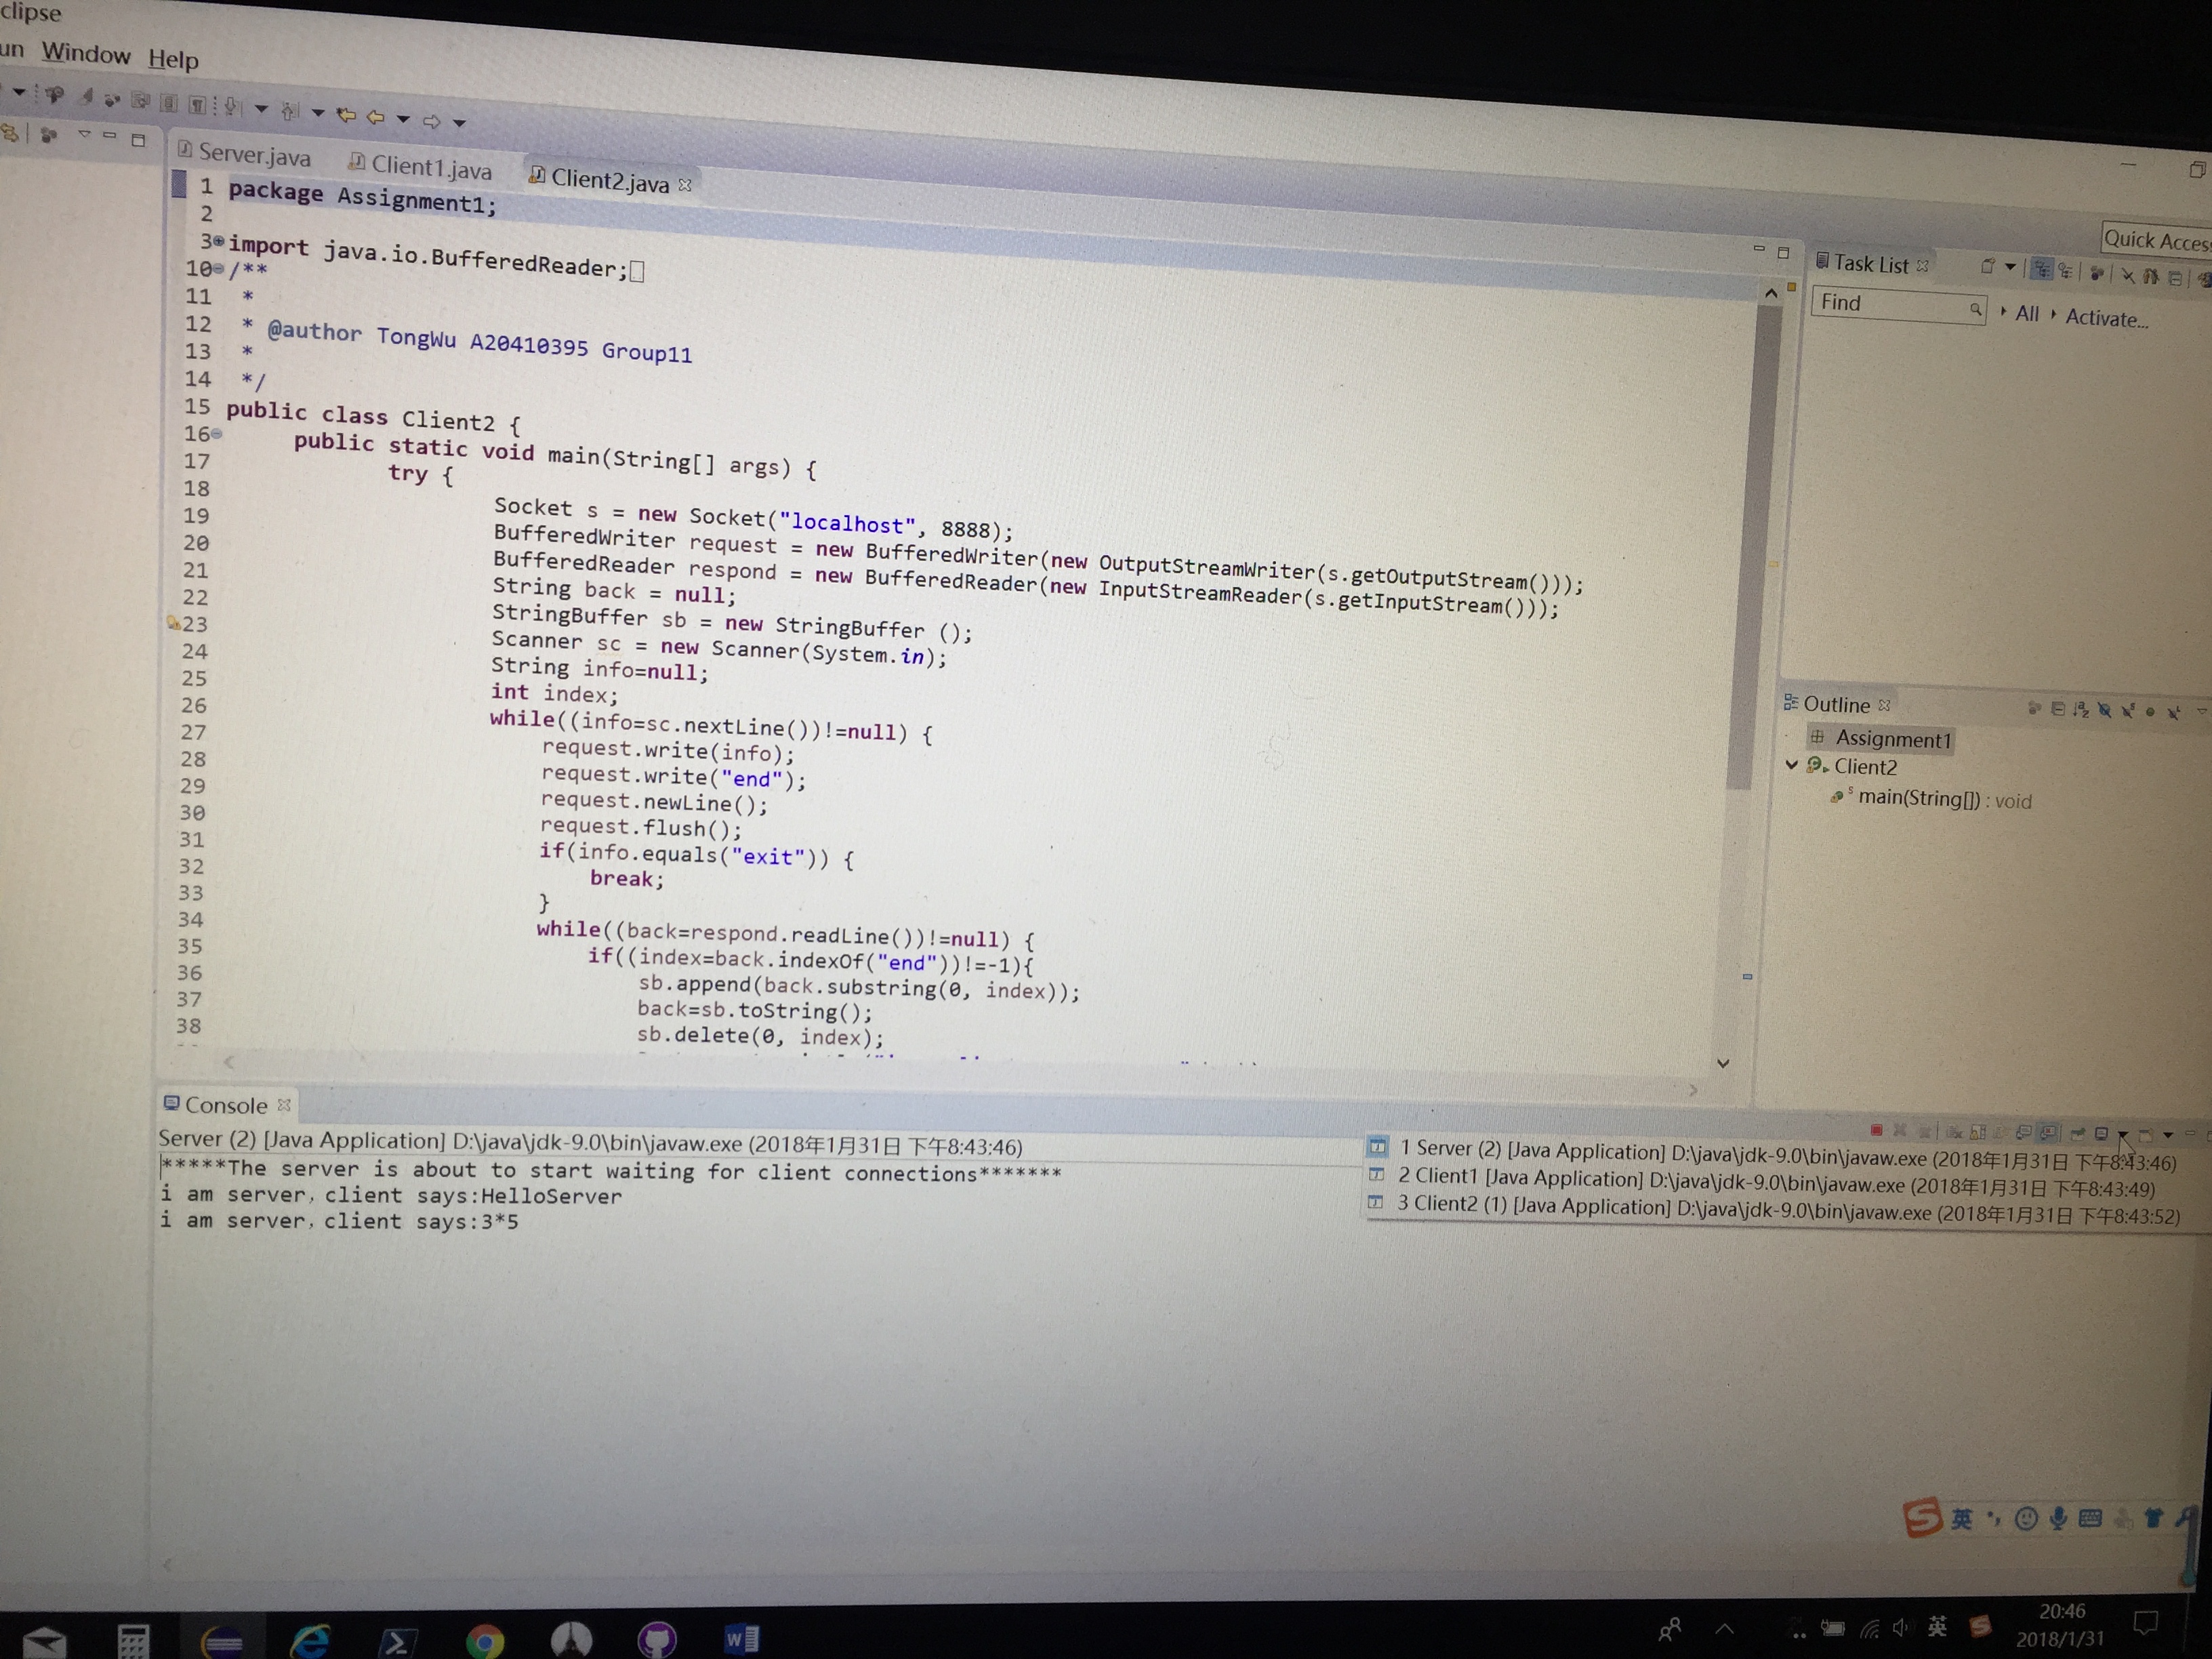 clipse
un Window Help
Server.java Client1.java Client2.java
Quick Acces
1 package Assignment1;
2
3 import java.io.BufferedReader;
10 /**
11 *
12 * @author TongWu A20410395 Group11
13 *
14 */
15 public class Client2 {
16 public static void main(String[] args) {
17 try {
18 Socket s = new Socket("localhost", 8888);
19 BufferedWriter request = new BufferedWriter(new OutputStreamWriter(s.getOutputStream()));
20 BufferedReader respond = new BufferedReader(new InputStreamReader(s.getInputStream()));
21 String back = null;
22 StringBuffer sb = new StringBuffer ();
23 Scanner sc = new Scanner(System.in);
24 String info=null;
25 int index;
26 while((info=sc.nextLine())!=null) {
27 request.write(info);
28 request.write("end");
29 request.newLine();
30 request.flush();
31 if(info.equals("exit")) {
32 break;
33 }
34 while((back=respond.readLine())!=null) {
35 if((index=back.indexOf("end"))!=-1){
36 sb.append(back.substring(0, index));
37 back=sb.toString();
38 sb.delete(0, index);
Task List
Find All Activate...
Outline
Assignment1
Client2
main(String[]) : void
Console
Server (2) [Java Application] D:\java\jdk-9.0\bin\javaw.exe (2018年1月31日 下午8:43:46)
*****The server is about to start waiting for client connections*******
i am server, client says:HelloServer
i am server, client says:3*5
1 Server (2) [Java Application] D:\java\jdk-9.0\bin\javaw.exe (2018年1月31日 下午8:43:46)
2 Client1 [Java Application] D:\java\jdk-9.0\bin\javaw.exe (2018年1月31日 下午8:43:49)
3 Client2 (1) [Java Application] D:\java\jdk-9.0\bin\javaw.exe (2018年1月31日 下午8:43:52)
S 英
W
英 S
20:46
2018/1/31